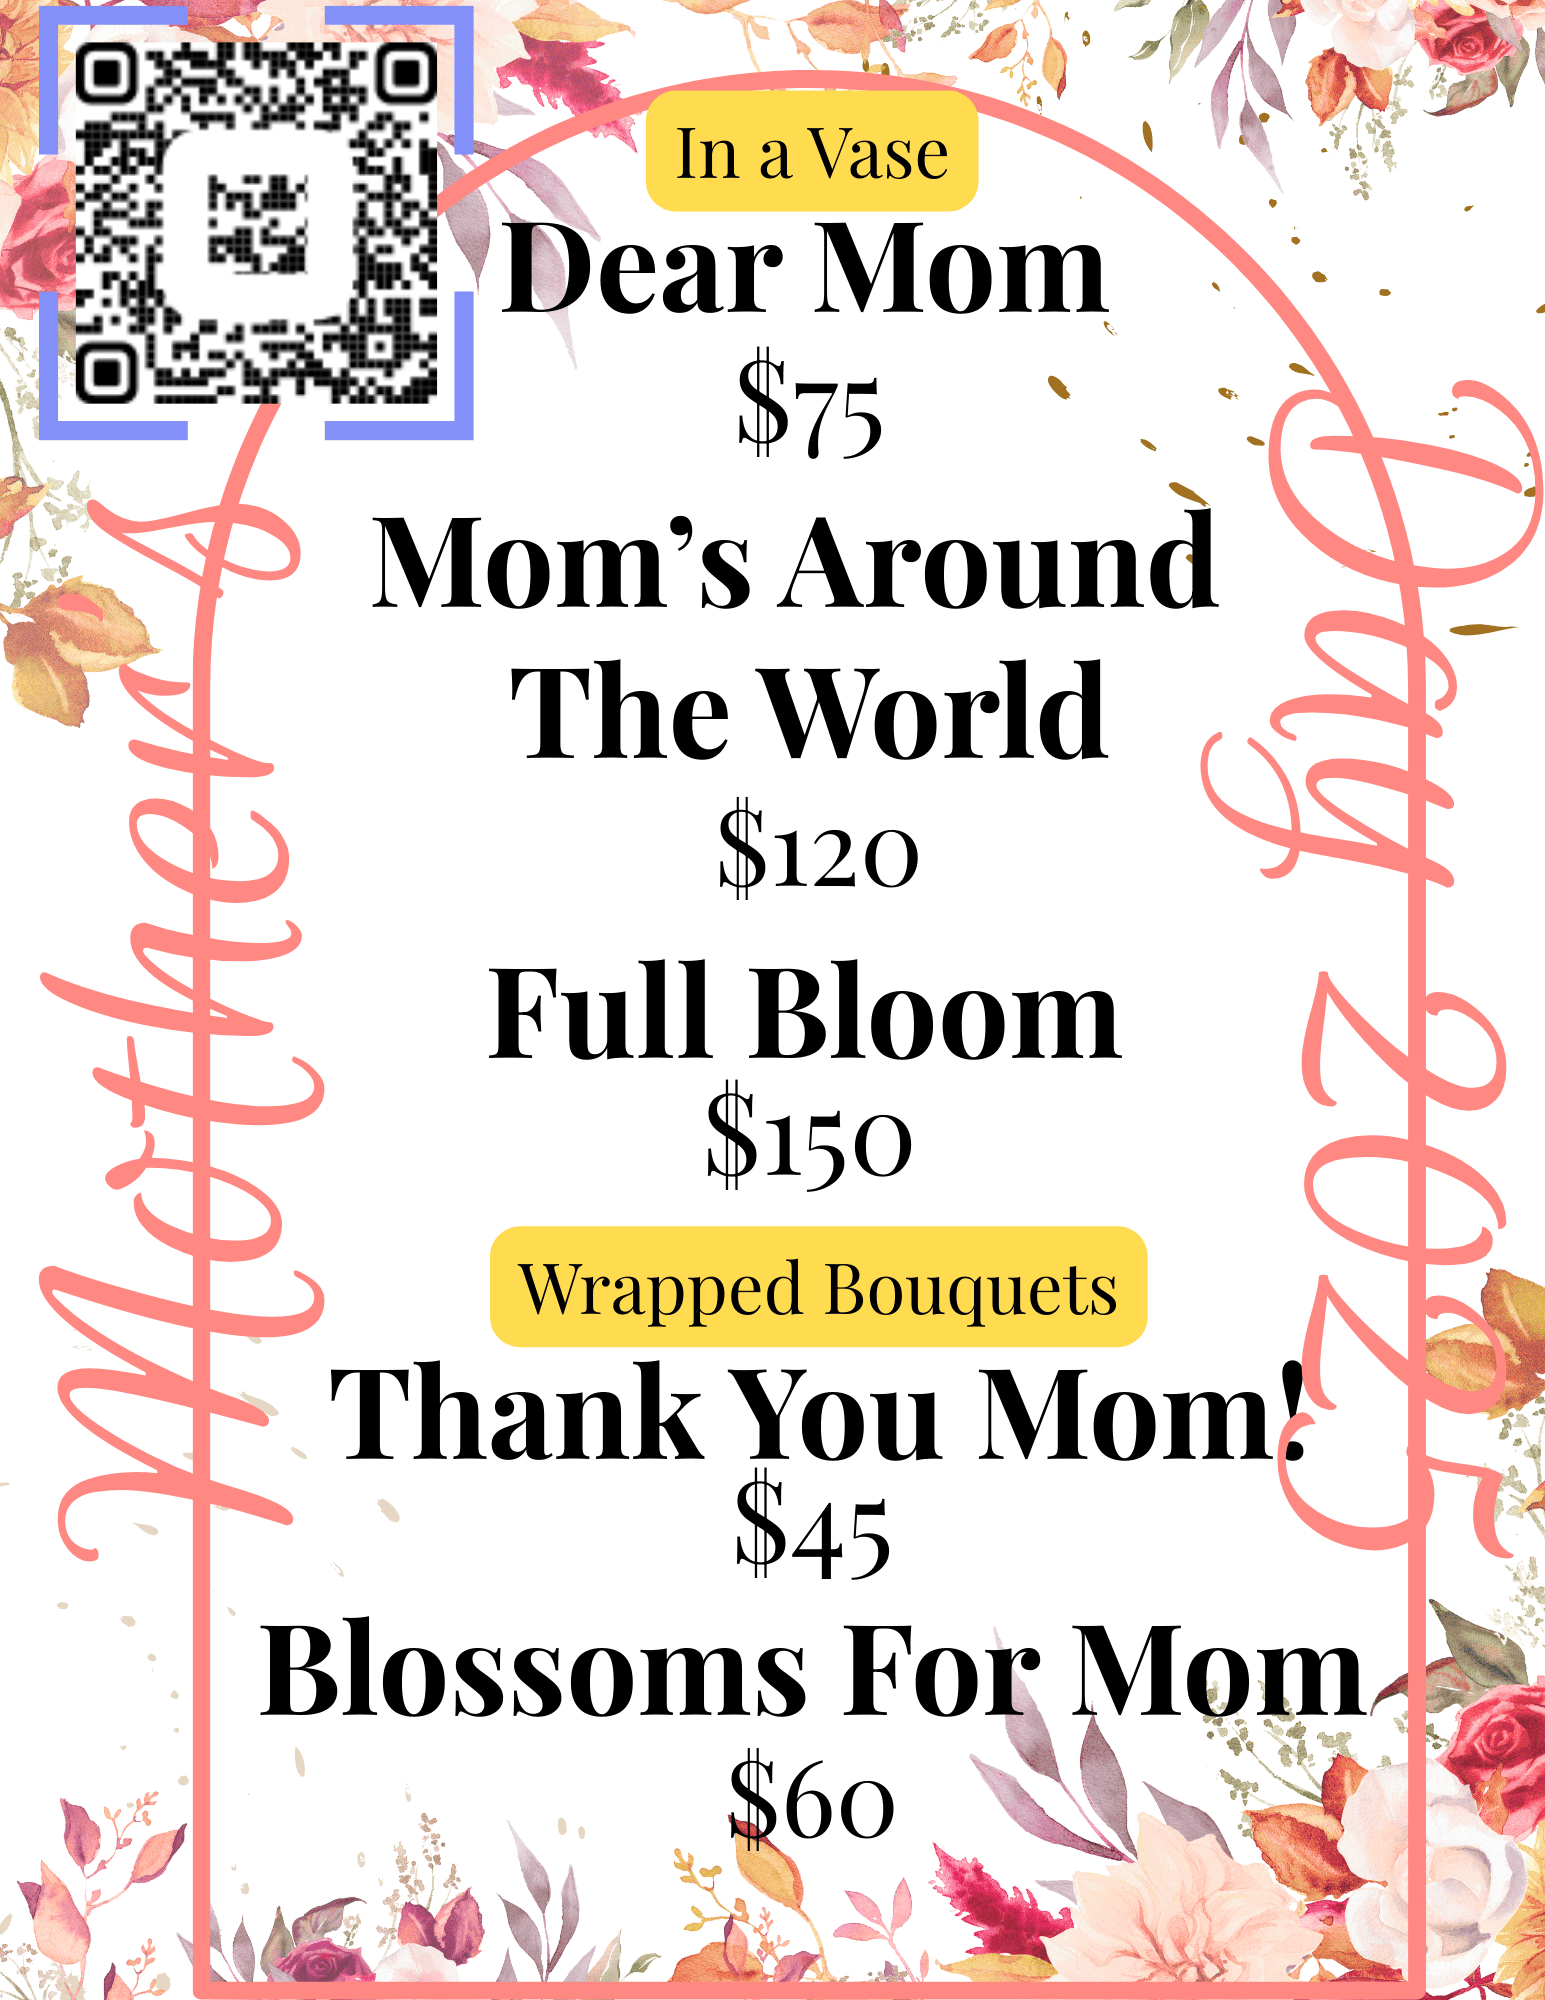 In a Vase
Dear Mom
$75
Mom’s Around
The World
$120
Full Bloom
$150
Wrapped Bouquets
Thank You Mom!
$45
Blossoms For Mom
$60
Mother's
Day 2025